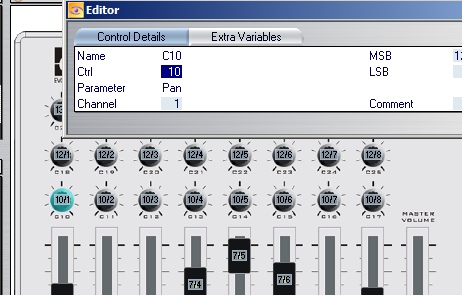 Editor
Control Details Extra Variables
Name C10 MSB
Ctrl 10 LSB
Parameter Pan
Channel 1 Comment
12/1 12/2 12/3 12/4 12/5 12/6 12/7 12/8
C18 C19 C20 C21 C22 C23 C24 C25
10/1 10/2 10/3 10/4 10/5 10/6 10/7 10/8
C10 C11 C12 C13 C14 C15 C16 C17
MASTER
VOLUME
7/5
7/4 7/6